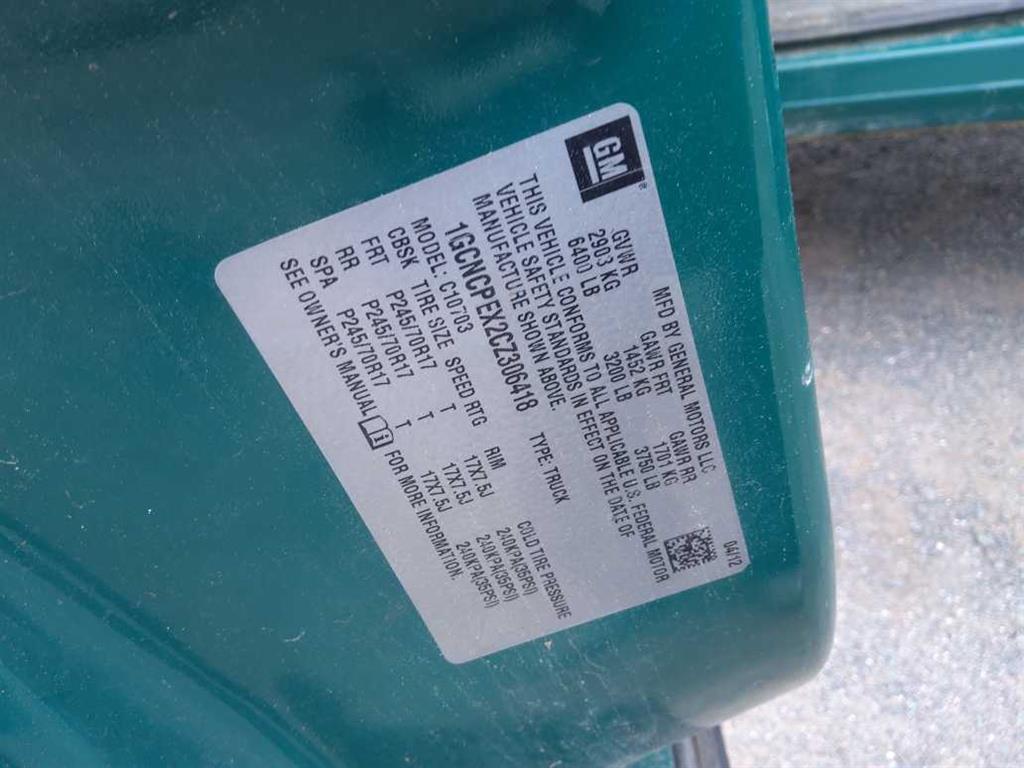 GM
®
MFD BY GENERAL MOTORS LLC
04/12
GVWR
GAWR FRT
GAWR RR
2903 KG
1452 KG
1701 KG
6400 LB
3200 LB
3750 LB
THIS VEHICLE CONFORMS TO ALL APPLICABLE U.S. FEDERAL MOTOR
VEHICLE SAFETY STANDARDS IN EFFECT ON THE DATE OF
MANUFACTURE SHOWN ABOVE.
1GCNCPEX2CZ306418 TYPE: TRUCK
MODEL: C10703
CBSK TIRE SIZE SPEED RTG RIM COLD TIRE PRESSURE
FRT P245/70R17 T 17X7.5J 240KPA(35PSI)
RR P245/70R17 T 17X7.5J 240KPA(35PSI)
SPA P245/70R17 T 17X7.5J 240KPA(35PSI)
SEE OWNER'S MANUAL FOR MORE INFORMATION.